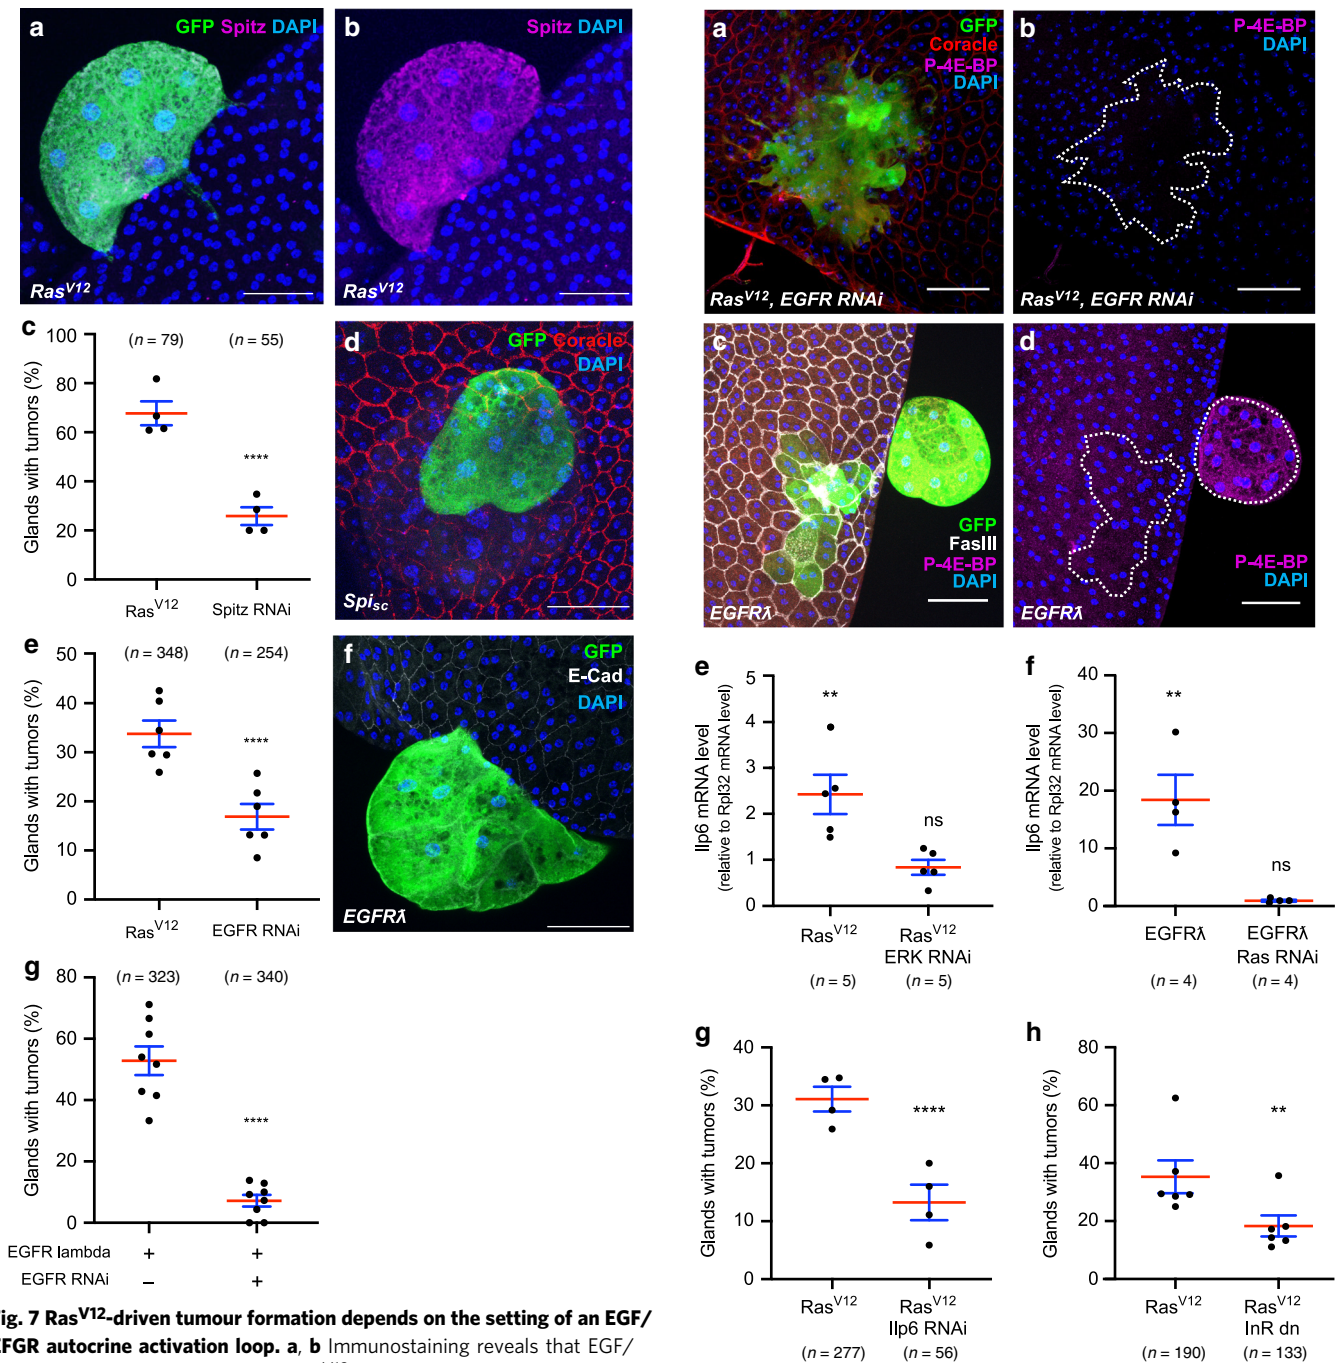 a
GFP Spitz DAPI
Ras^V12
b
Spitz DAPI
Ras^V12
c
100
80
60
40
20
0
Glands with tumors (%)
(n = 79)
(n = 55)
****
Ras^V12
Spitz RNAi
d
GFP Coracle
DAPI
Spi_sc
e
50
40
30
20
10
0
Glands with tumors (%)
(n = 348)
(n = 254)
****
Ras^V12
EGFR RNAi
f
GFP
E-Cad
DAPI
EGFRλ
g
80
60
40
20
0
Glands with tumors (%)
(n = 323)
(n = 340)
****
EGFR lambda + +
EGFR RNAi – +
ig. 7 Ras^V12-driven tumour formation depends on the setting of an EGF/
EFGR autocrine activation loop. a, b Immunostaining reveals that EGF/
a
GFP
Coracle
P-4E-BP
DAPI
Ras^V12, EGFR RNAi
b
P-4E-BP
DAPI
Ras^V12, EGFR RNAi
c
GFP
FasIII
P-4E-BP
DAPI
EGFRλ
d
P-4E-BP
DAPI
EGFRλ
e
5
4
3
2
1
0
Ilp6 mRNA level
(relative to Rpl32 mRNA level)
**
ns
Ras^V12
(n = 5)
Ras^V12
ERK RNAi
(n = 5)
f
40
30
20
10
0
Ilp6 mRNA level
(relative to Rpl32 mRNA level)
**
ns
EGFRλ
(n = 4)
EGFRλ
Ras RNAi
(n = 4)
g
40
30
20
10
0
Glands with tumors (%)
****
Ras^V12
(n = 277)
Ras^V12
Ilp6 RNAi
(n = 56)
h
80
60
40
20
0
Glands with tumors (%)
**
Ras^V12
(n = 190)
Ras^V12
InR dn
(n = 133)